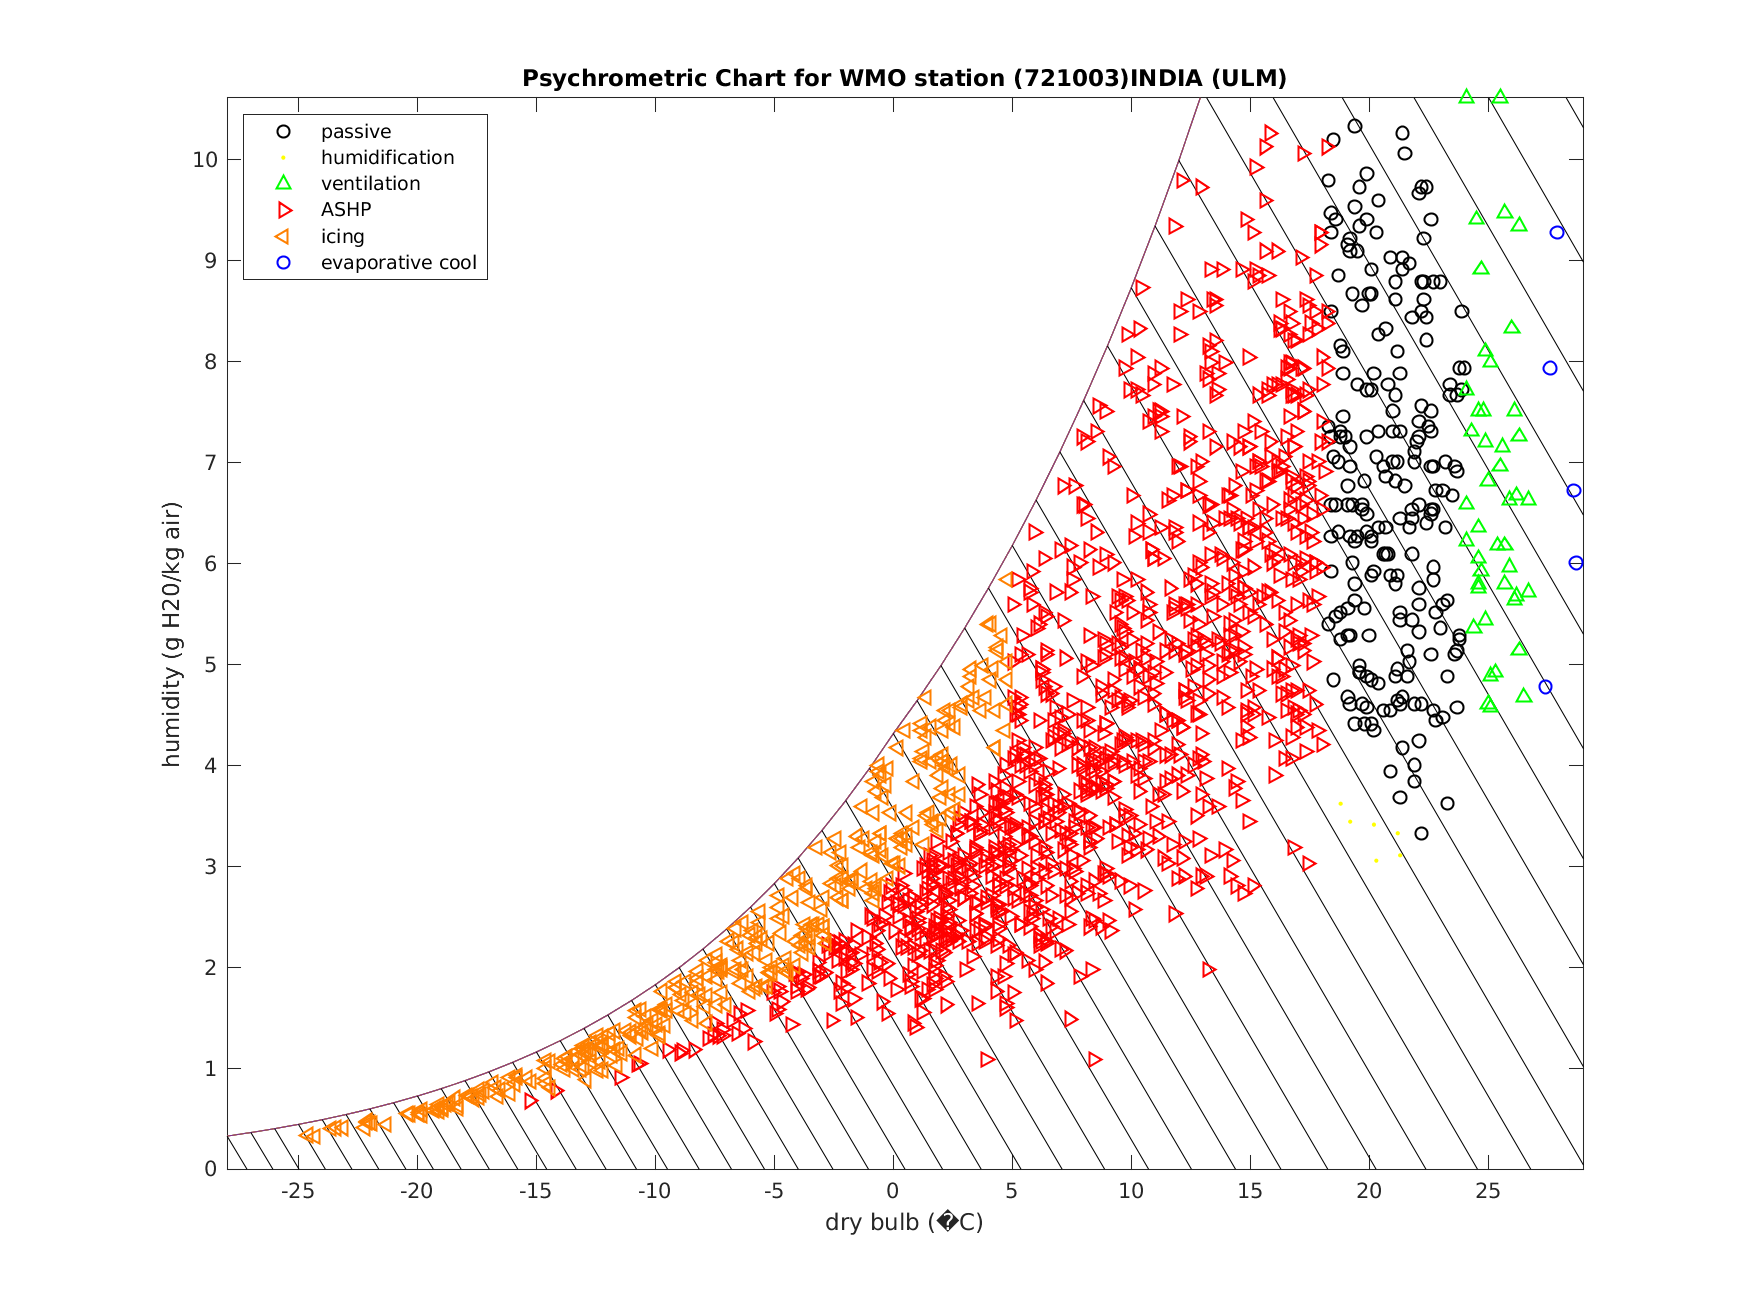 Psychrometric Chart for WMO station (721003)INDIA (ULM)
passive
humidification
ventilation
ASHP
icing
evaporative cool
10
9
8
7
6
5
4
3
2
1
0
humidity (g H20/kg air)
-25 -20 -15 -10 -5 0 5 10 15 20 25
dry bulb (�C)